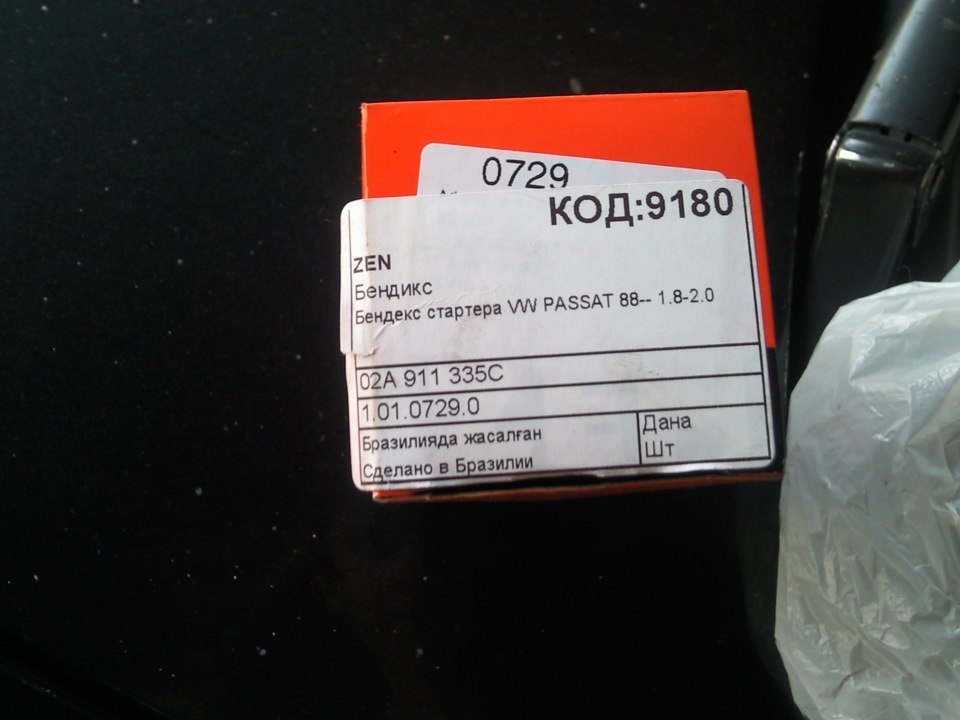 0729
КОД:9180
ZEN
Бендикс
Бендекс стартера VW PASSAT 88-- 1.8-2.0
02A 911 335C
1.01.0729.0
Бразилияда жасалған
Сделано в Бразилии
Дана
Шт